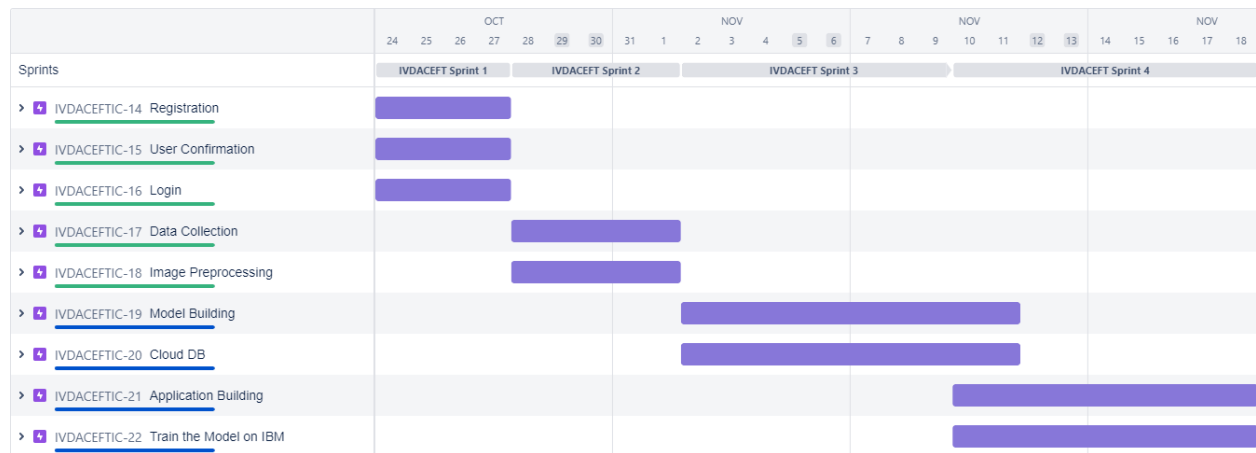 OCT NOV NOV NOV
24 25 26 27 28 29 30 31 1 2 3 4 5 6 7 8 9 10 11 12 13 14 15 16 17 18
Sprints IVDACEFT Sprint 1 IVDACEFT Sprint 2 IVDACEFT Sprint 3 IVDACEFT Sprint 4
IVDACEFTIC-14 Registration
IVDACEFTIC-15 User Confirmation
IVDACEFTIC-16 Login
IVDACEFTIC-17 Data Collection
IVDACEFTIC-18 Image Preprocessing
IVDACEFTIC-19 Model Building
IVDACEFTIC-20 Cloud DB
IVDACEFTIC-21 Application Building
IVDACEFTIC-22 Train the Model on IBM